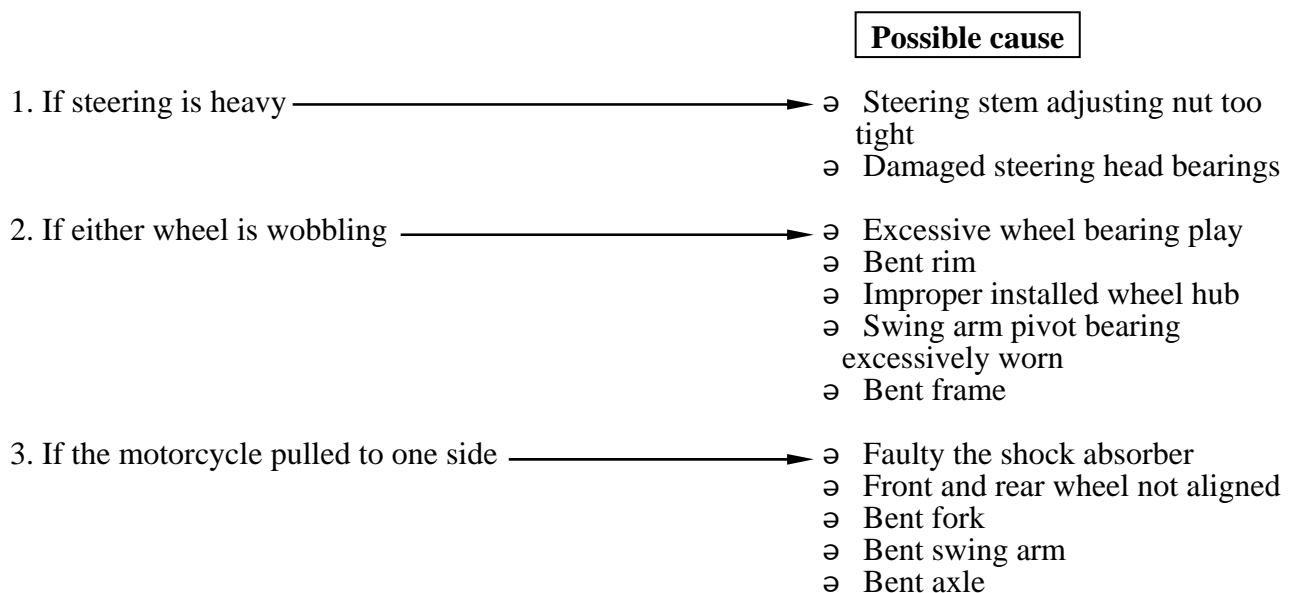 Possible cause
1. If steering is heavy
ə Steering stem adjusting nut too
tight
ə Damaged steering head bearings
2. If either wheel is wobbling
ə Excessive wheel bearing play
ə Bent rim
ə Improper installed wheel hub
ə Swing arm pivot bearing
excessively worn
ə Bent frame
3. If the motorcycle pulled to one side
ə Faulty the shock absorber
ə Front and rear wheel not aligned
ə Bent fork
ə Bent swing arm
ə Bent axle